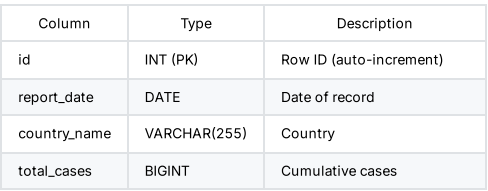 Column Type Description
id INT (PK) Row ID (auto-increment)
report_date DATE Date of record
country_name VARCHAR(255) Country
total_cases BIGINT Cumulative cases